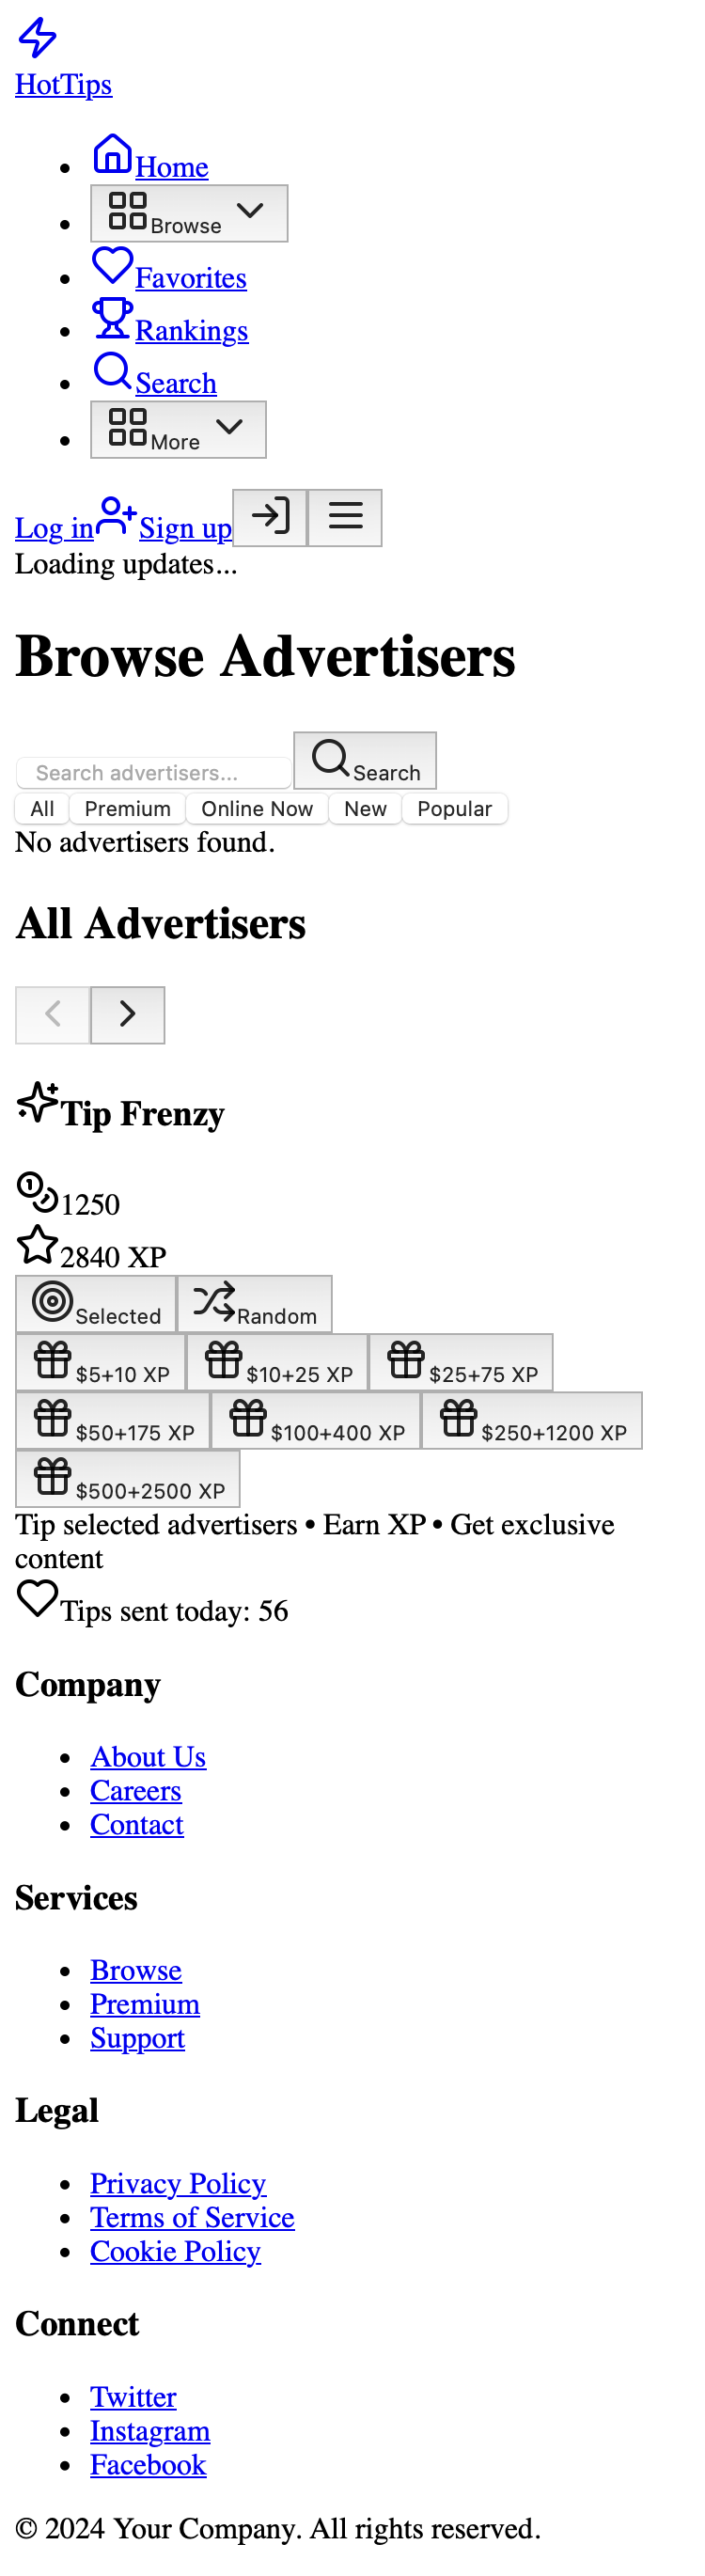 HotTips
Home
Browse
Favorites
Rankings
Search
More
Log in Sign up
Loading updates...
Browse Advertisers
Search advertisers... Search
All Premium Online Now New Popular
No advertisers found.
All Advertisers
Tip Frenzy
1250
2840 XP
Selected Random
$5+10 XP $10+25 XP $25+75 XP
$50+175 XP $100+400 XP $250+1200 XP
$500+2500 XP
Tip selected advertisers • Earn XP • Get exclusive
content
Tips sent today: 56
Company
About Us
Careers
Contact
Services
Browse
Premium
Support
Legal
Privacy Policy
Terms of Service
Cookie Policy
Connect
Twitter
Instagram
Facebook
© 2024 Your Company. All rights reserved.